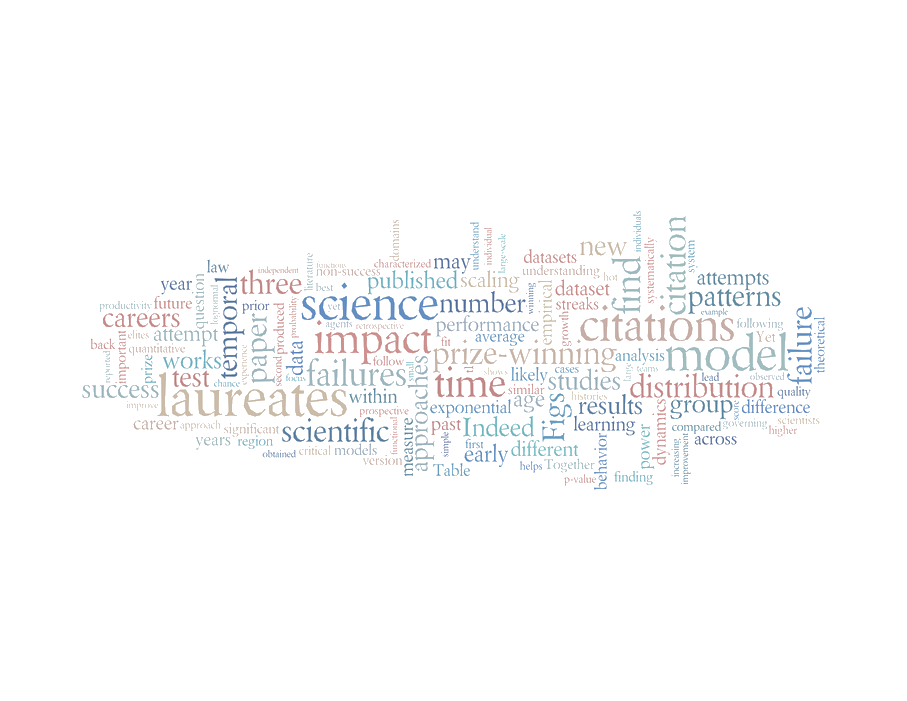 individuals
domains
understand
individual
large-scale
citation
systematically
system
new
find
datasets
may
characterized
functions
independent
literature
non-success
law
understanding
hot
attempts
year
question
temporal
three
best
published
scaling
winning
empirical
dataset
streaks
patterns
example
productivity
future
lognormal
prior
produced
probability
yet
science
number
growth
citations
following
failure
theoretical
careers
elites
attempt
paper
second
agents
retrospective
performance
average
Yet
back
important
quantitative
data
impact
fit
prize-winning
analysis
model
reported
prize
works
experience
follow
small
tl
shows
likely
cases
large
teams
lead
observed
success
test
chance
focus
failures
approaches
time
similar
studies
distribution
quality
improve
laureates
within
age
histories
prospective
exponential
Figs
results
group
score
difference
career
approach
significant
scientific
functional
measure
past
Indeed
learning
dynamics
compared
governing
scientists
higher
years
region
obtained
critical
models
version
simple
first
early
different
behavior
power
increasing
improvement
across
Table
helps
Together
p-value
finding